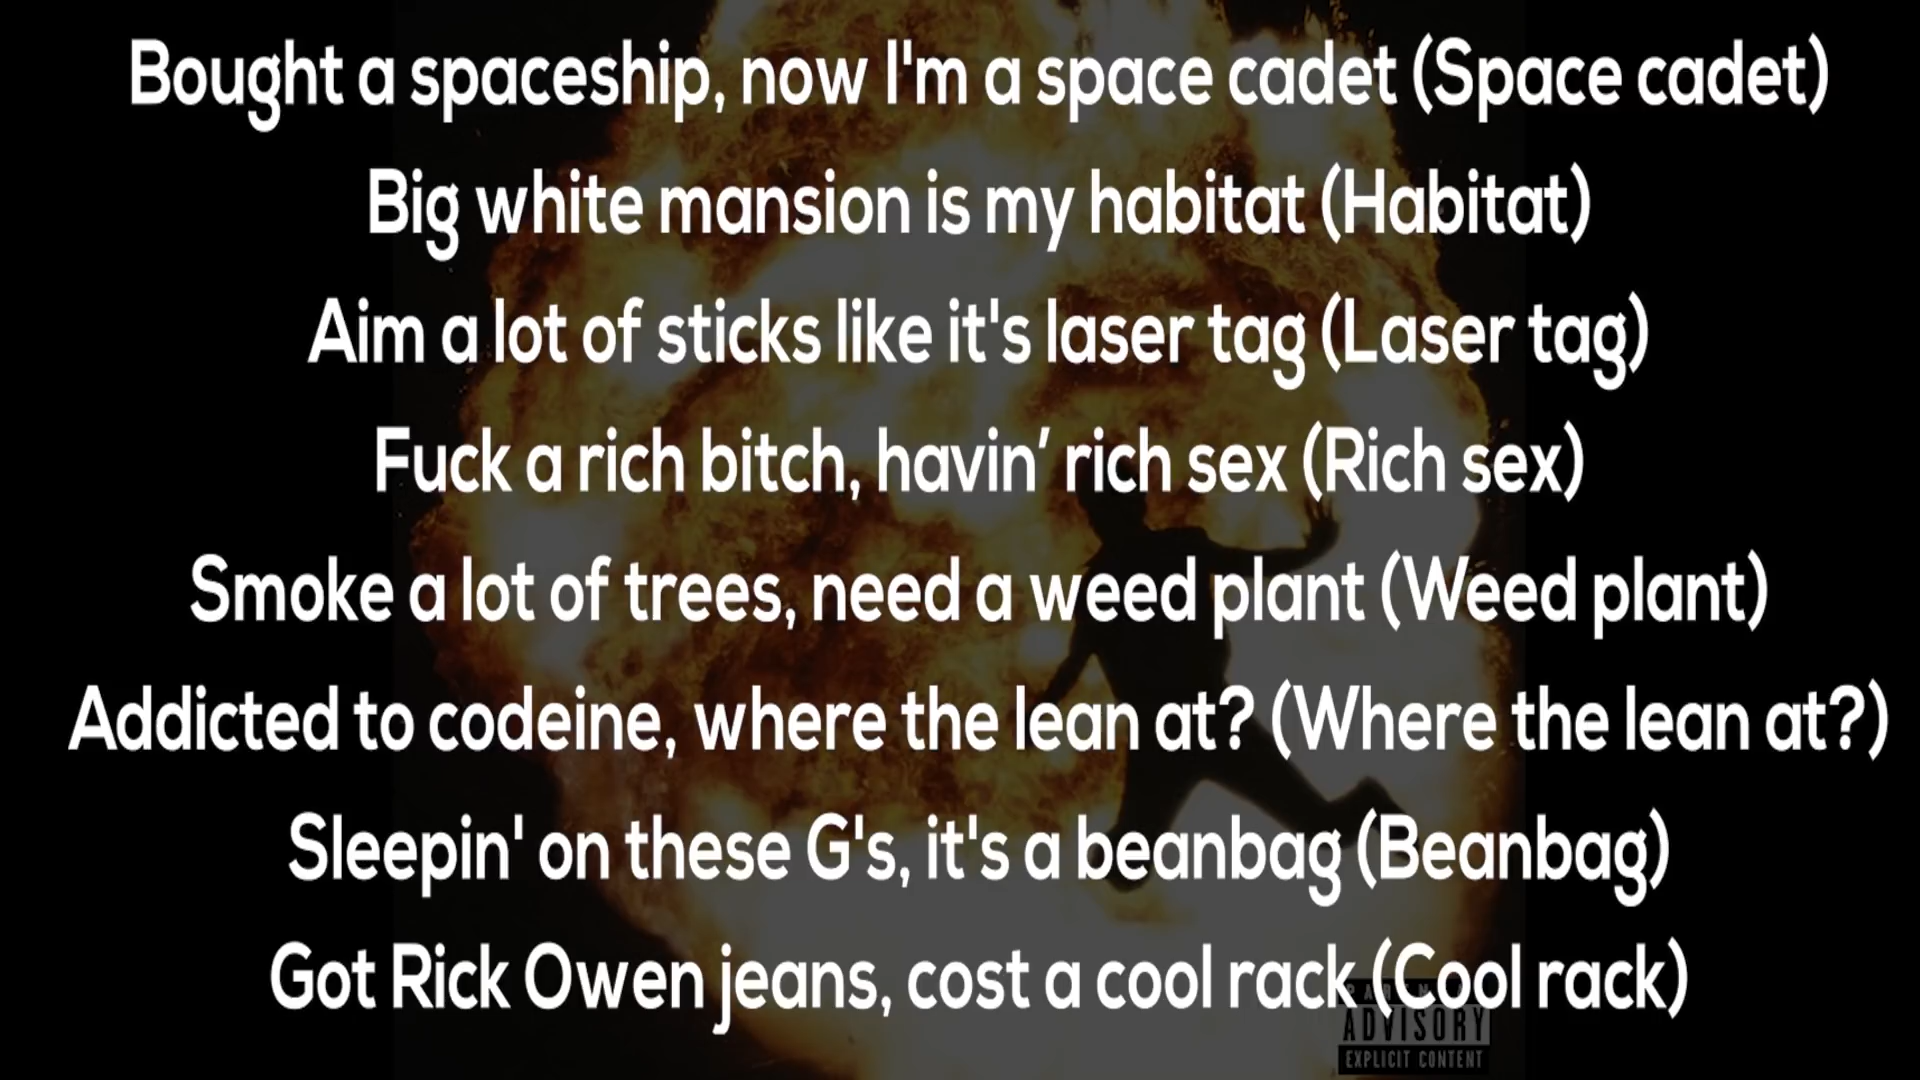 Bought a spaceship, now I'm a space cadet (Space cadet)
Big white mansion is my habitat (Habitat)
Aim a lot of sticks like it's laser tag (Laser tag)
Fuck a rich bitch, havin’ rich sex (Rich sex)
Smoke a lot of trees, need a weed plant (Weed plant)
Addicted to codeine, where the lean at? (Where the lean at?)
Sleepin' on these G's, it's a beanbag (Beanbag)
Got Rick Owen jeans, cost a cool rack (Cool rack)
ADVISORY
EXPLICIT CONTENT